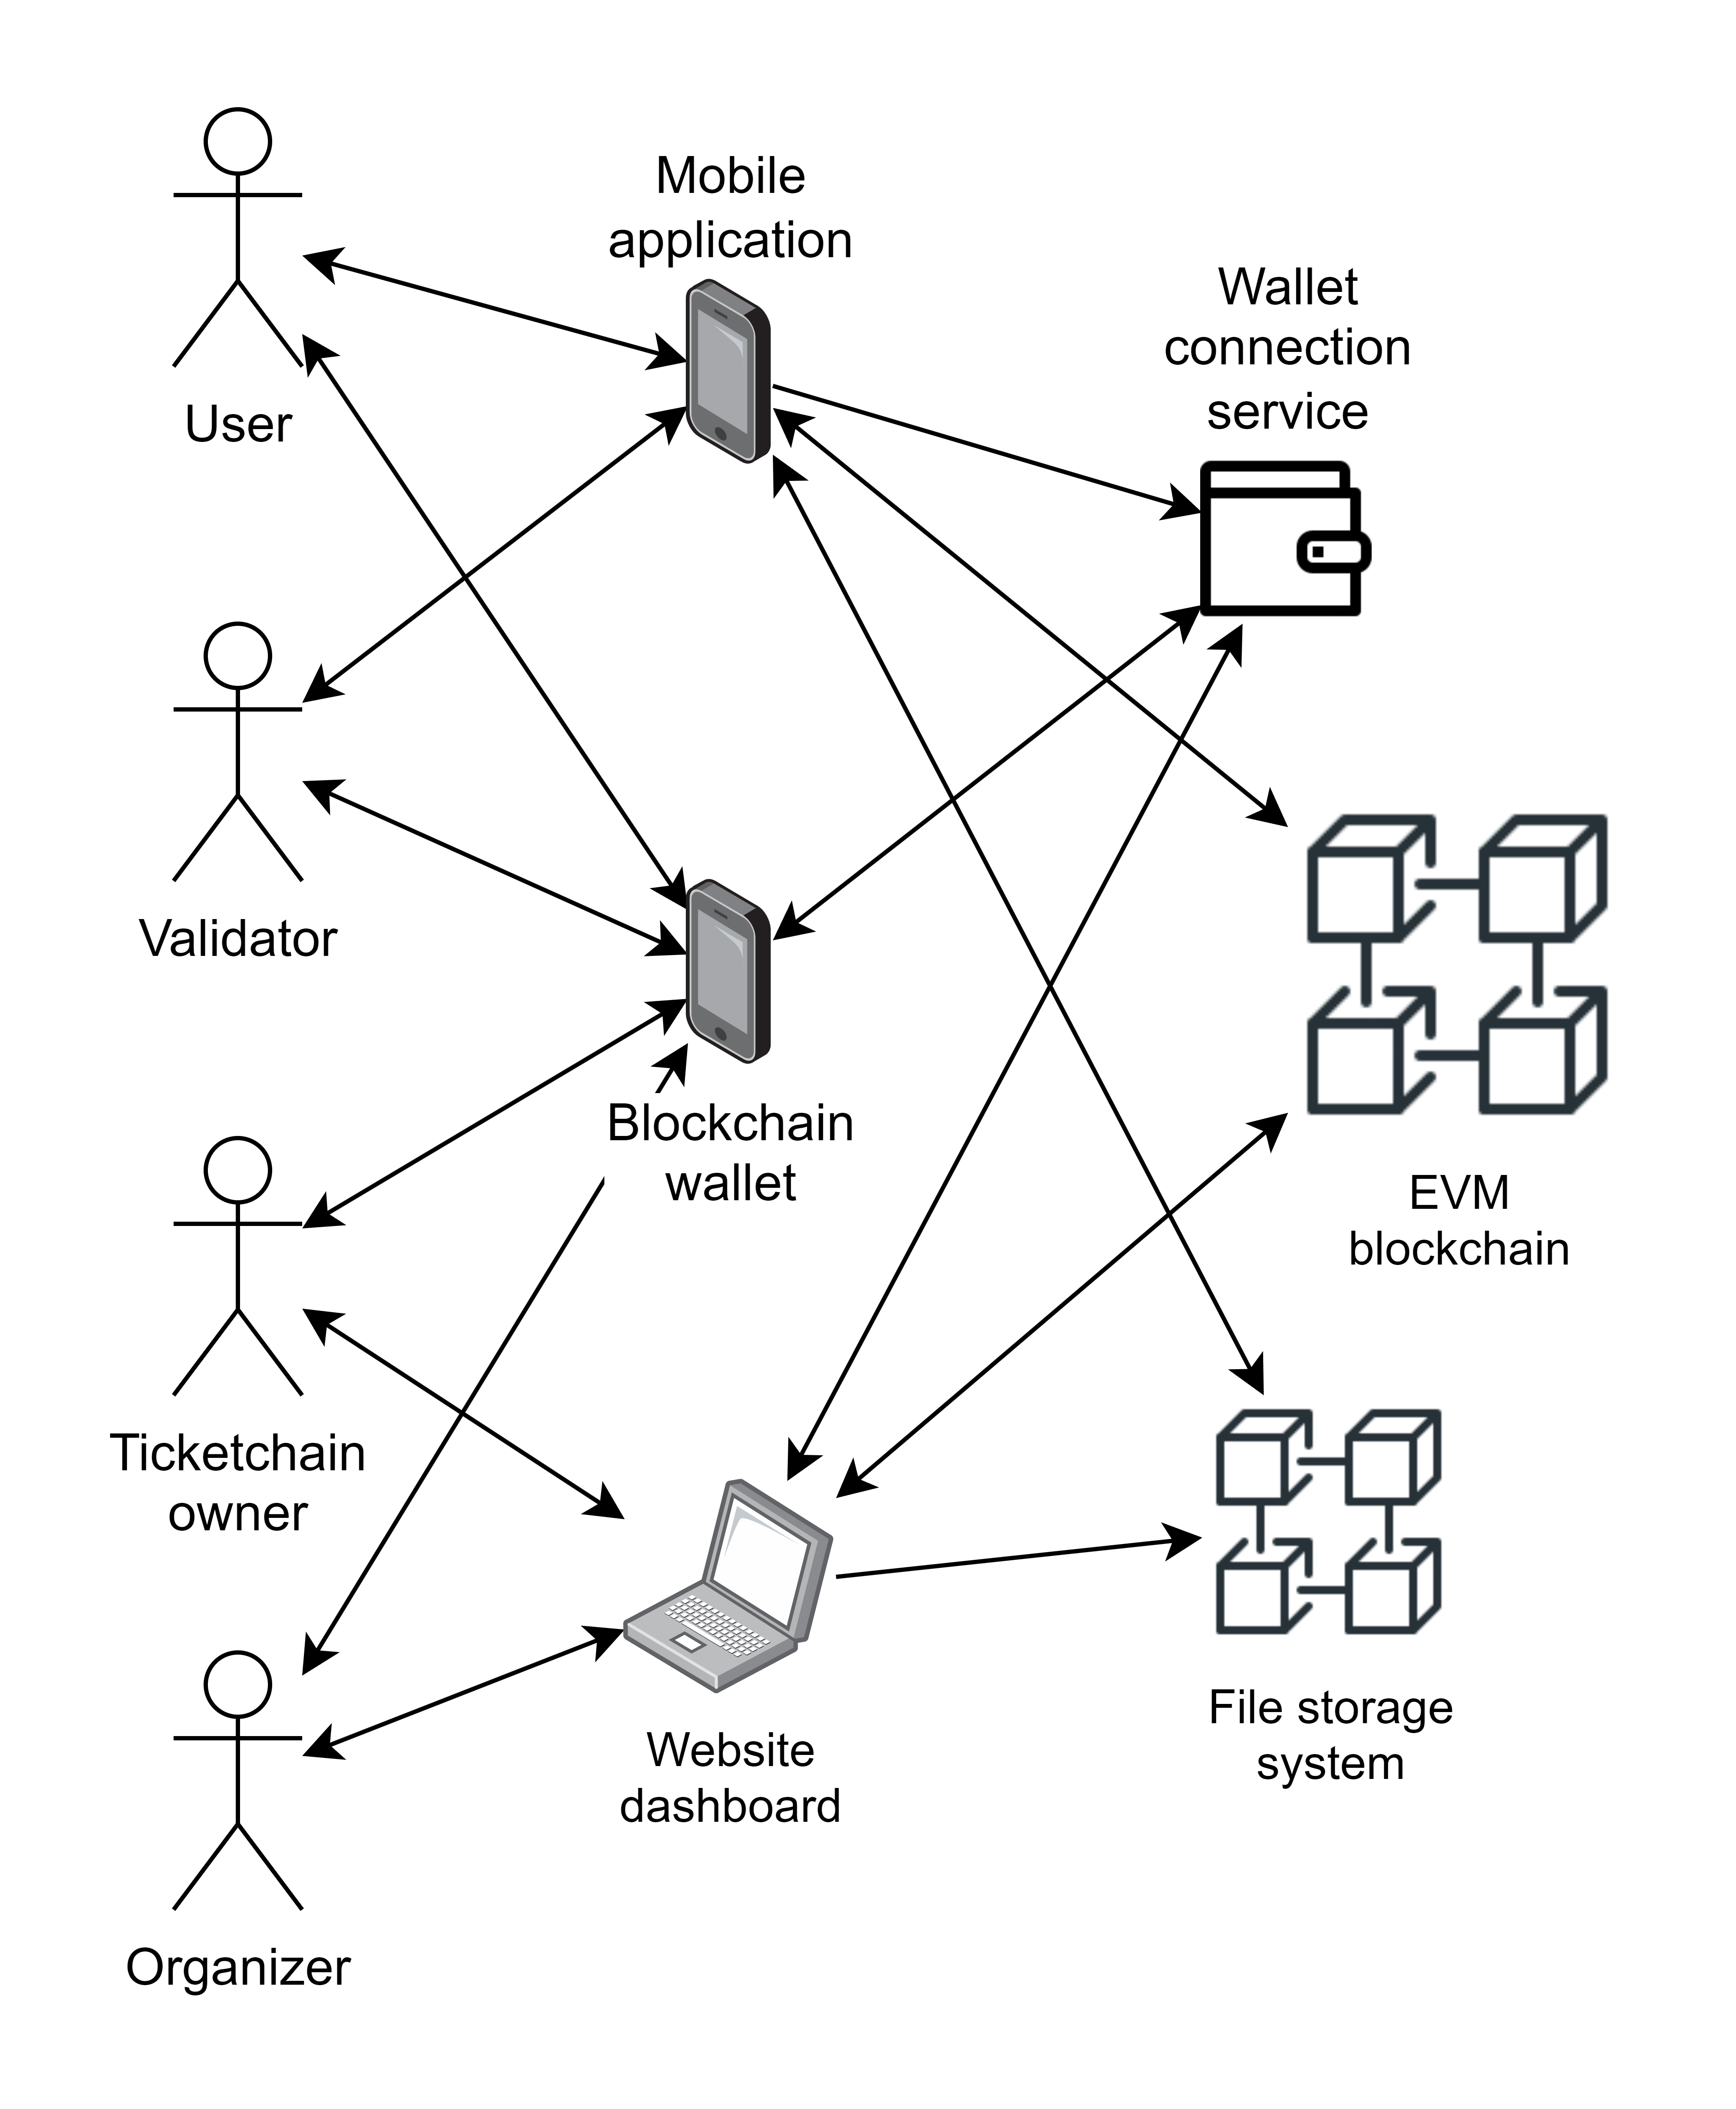 Mobile
application
Wallet
connection
service
User
Validator
Blockchain
wallet
EVM
blockchain
Ticketchain
owner
File storage
system
Website
dashboard
Organizer